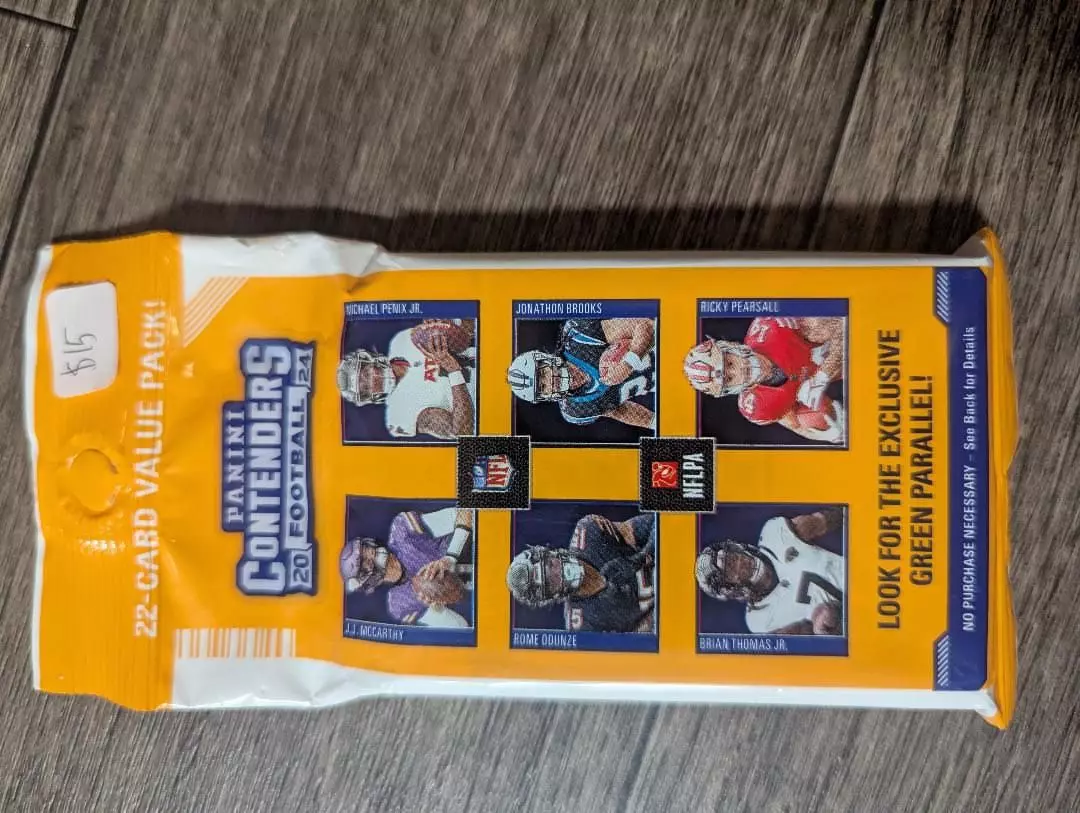 $15
22-CARD VALUE PACK!
PANINI
CONTENDERS
20 FOOTBALL 24
J.J. MCCARTHY
MICHAEL PENIX JR.
NFL
ROME ODUNZE
JONATHON BROOKS
NFLPA
BRIAN THOMAS JR.
RICKY PEARSALL
7
LOOK FOR THE EXCLUSIVE
GREEN PARALLEL!
NO PURCHASE NECESSARY – See Back for Details